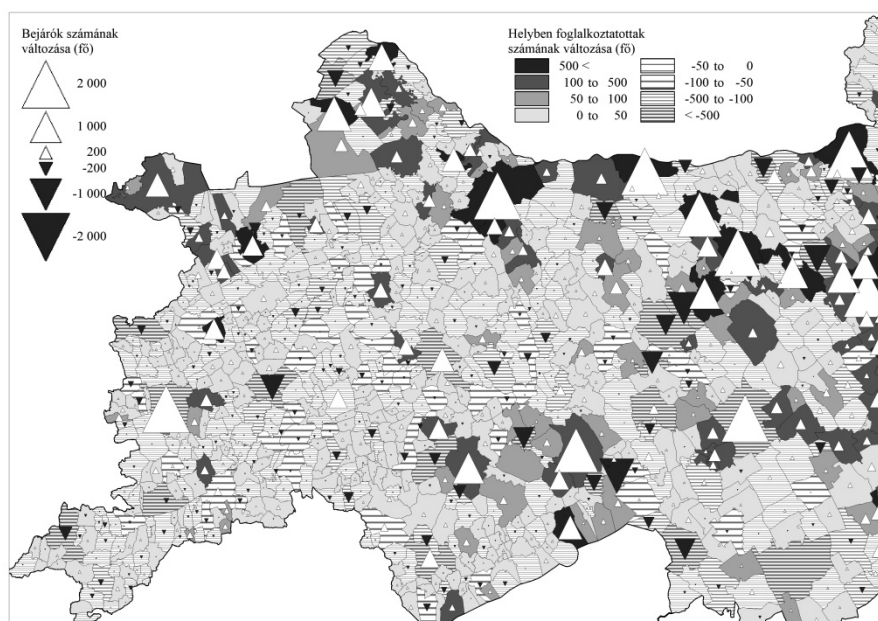 Bejárók számának
változása (fő)
2 000
1 000
200
-200
-1 000
-2 000
Helyben foglalkoztatottak
számának változása (fő)
500 <
100 to 500
50 to 100
0 to 50
-50 to 0
-100 to -50
-500 to -100
< -500